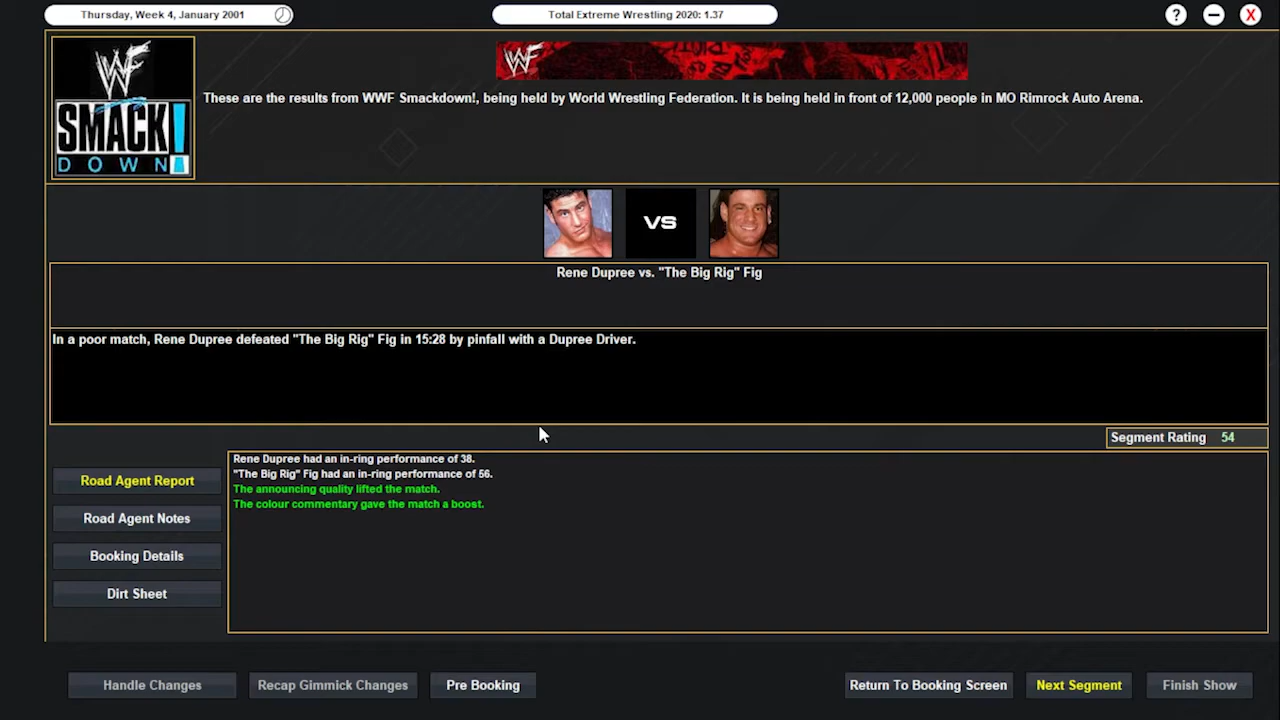 Thursday, Week 4, January 2001
Total Extreme Wrestling 2020: 1.37
?
X
WF
SMACK
DOWN!
WF
These are the results from WWF Smackdown!, being held by World Wrestling Federation. It is being held in front of 12,000 people in MO Rimrock Auto Arena.
VS
Rene Dupree vs. "The Big Rig" Fig
In a poor match, Rene Dupree defeated "The Big Rig" Fig in 15:28 by pinfall with a Dupree Driver.
Segment Rating 54
Rene Dupree had an in-ring performance of 38.
"The Big Rig" Fig had an in-ring performance of 56.
The announcing quality lifted the match.
The colour commentary gave the match a boost.
Road Agent Report
Road Agent Notes
Booking Details
Dirt Sheet
Handle Changes
Recap Gimmick Changes
Pre Booking
Return To Booking Screen
Next Segment
Finish Show